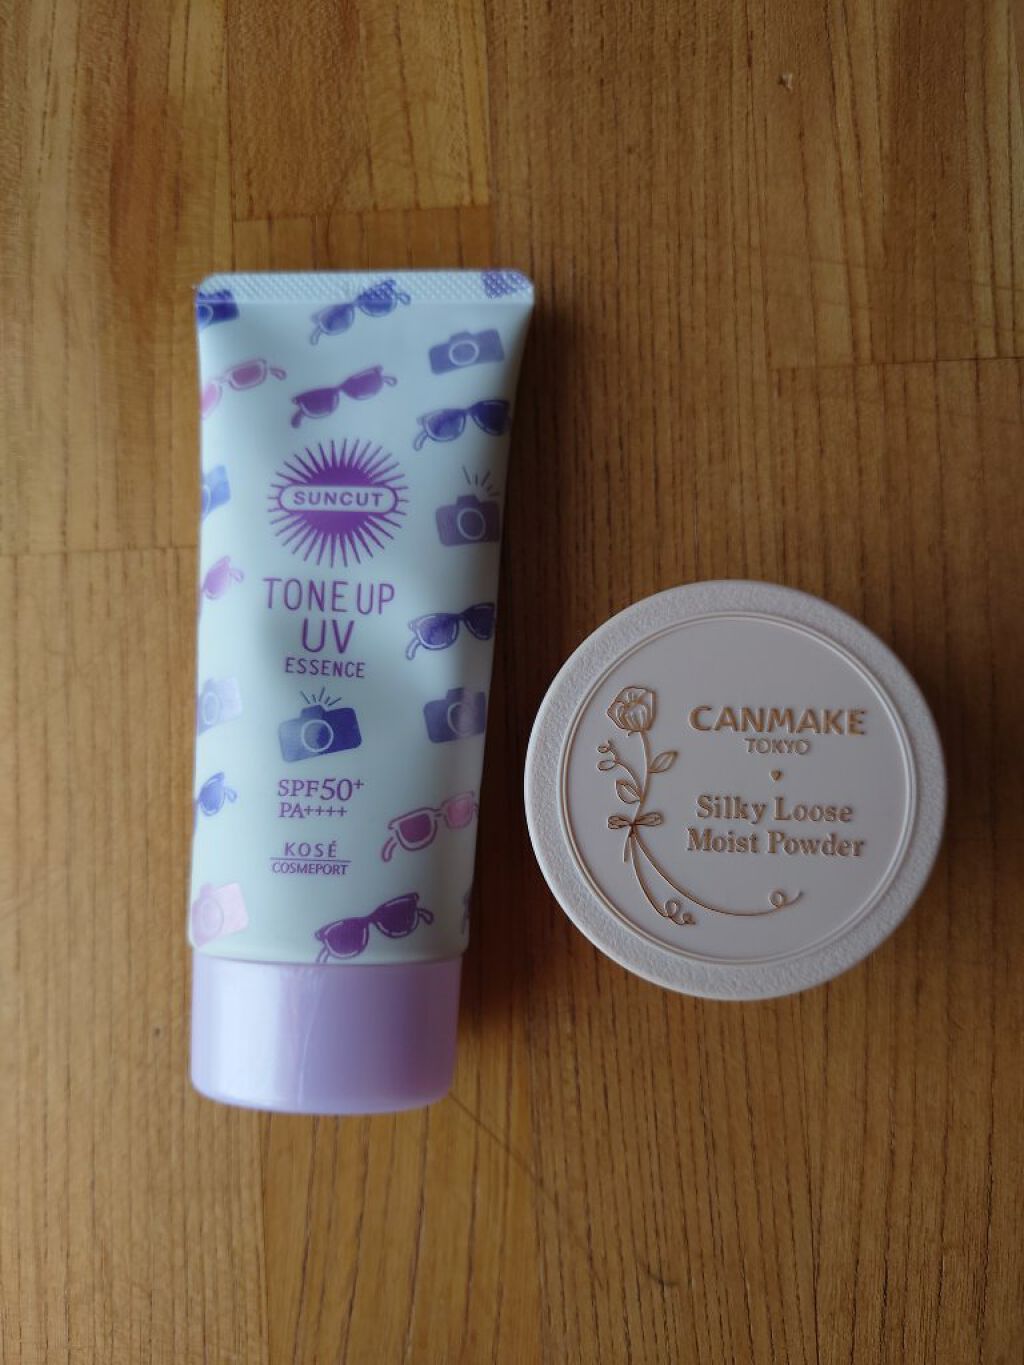 SUNCUT
TONE UP
UV
ESSENCE
SPF50+
PA++++
KOSÉ
COSMEPORT
CANMAKE
TOKYO
Silky Loose
Moist Powder